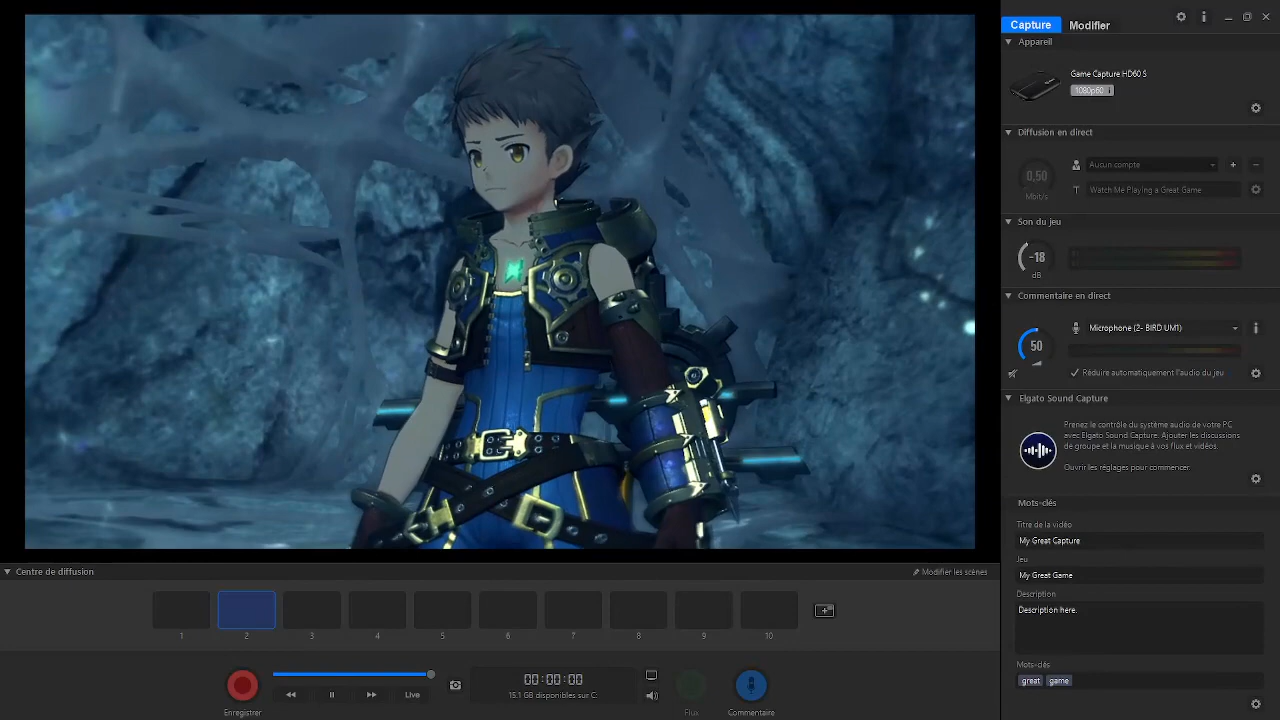 Capture
Modifier
Appareil
Game Capture HD60 S
1080p60
Diffusion en direct
0,50
Mbit/s
Aucun compte
Watch Me Playing a Great Game
Son du jeu
-18
dB
Commentaire en direct
50
Microphone (2- BIRD UM1)
Réduire automatiquement l'audio du jeu
Elgato Sound Capture
Prenez le contrôle du système audio de votre PC
avec Elgato Sound Capture: Ajouter les discussions
de groupe et la musique à vos flux et vidéos.
Ouvrir les réglages pour commencer.
Mots-clés
Titre de la vidéo
My Great Capture
Jeu
My Great Game
Description
Description here.
Mots-clés
great game
Centre de diffusion
Modifier les scènes
1 2 3 4 5 6 7 8 9 10
Enregistrer
Live
00:00:00
15.1 GB disponibles sur C
Flux
Commentaire